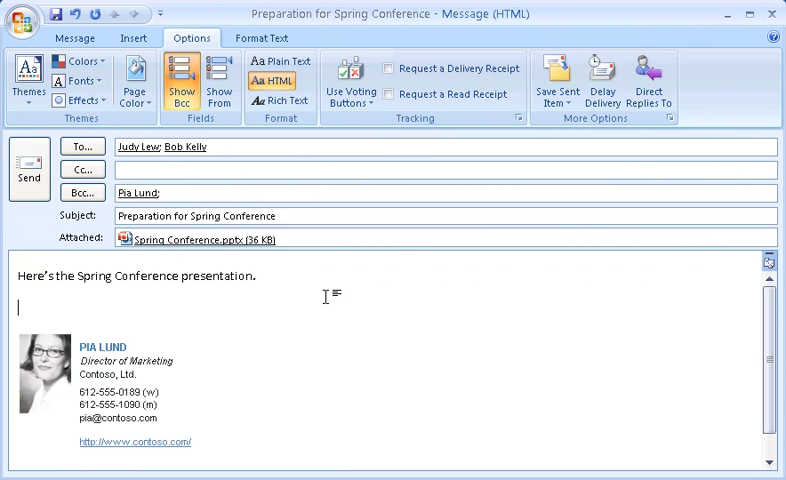 Preparation for Spring Conference - Message (HTML)
Message Insert Options Format Text
Themes
Colors
Fonts
Effects
Page Color
Themes
Show Bcc
Show From
Fields
Aa Plain Text
Aa HTML
Aa Rich Text
Format
Use Voting Buttons
Request a Delivery Receipt
Request a Read Receipt
Tracking
Save Sent Item
Delay Delivery
Direct Replies To
More Options
Send
To... Judy Lew; Bob Kelly
Cc...
Bcc... Pia Lund;
Subject: Preparation for Spring Conference
Attached: Spring Conference.pptx (36 KB)
Here's the Spring Conference presentation.
PIA LUND
Director of Marketing
Contoso, Ltd.
612-555-0189 (w)
612-555-1090 (m)
pia@contoso.com
http://www.contoso.com/